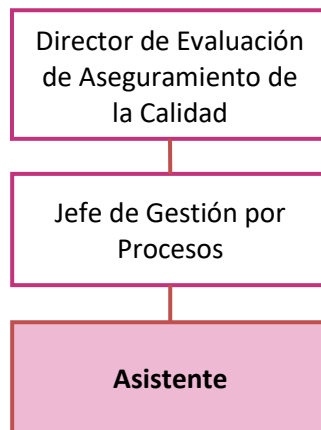 Director de Evaluación
de Aseguramiento de
la Calidad
Jefe de Gestión por
Procesos
Asistente